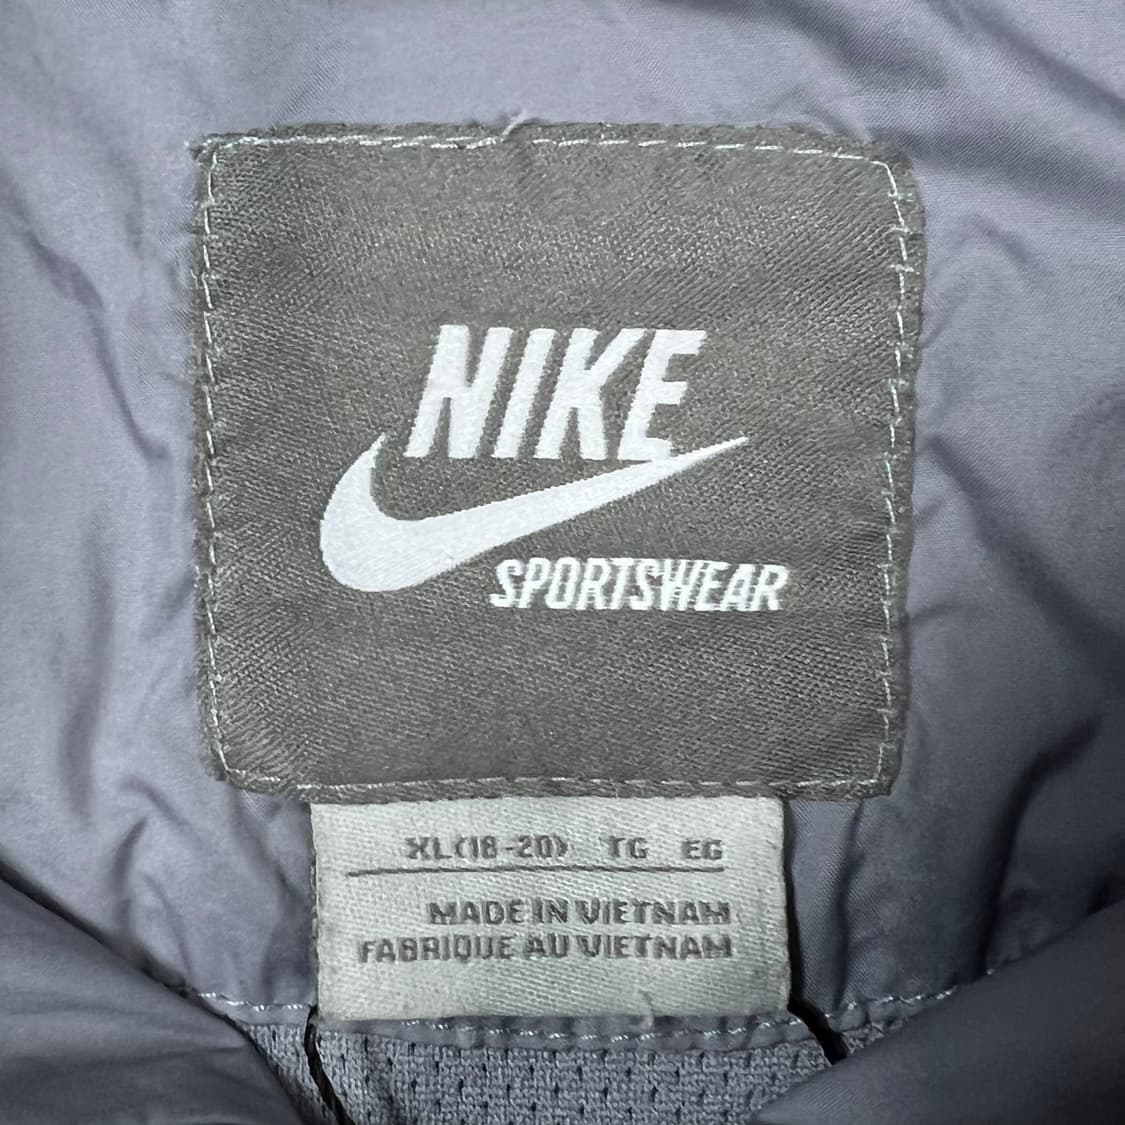 NIKE
SPORTSWEAR
XL(18-20) TG EG
MADE IN VIETNAM
FABRIQUE AU VIETNAM